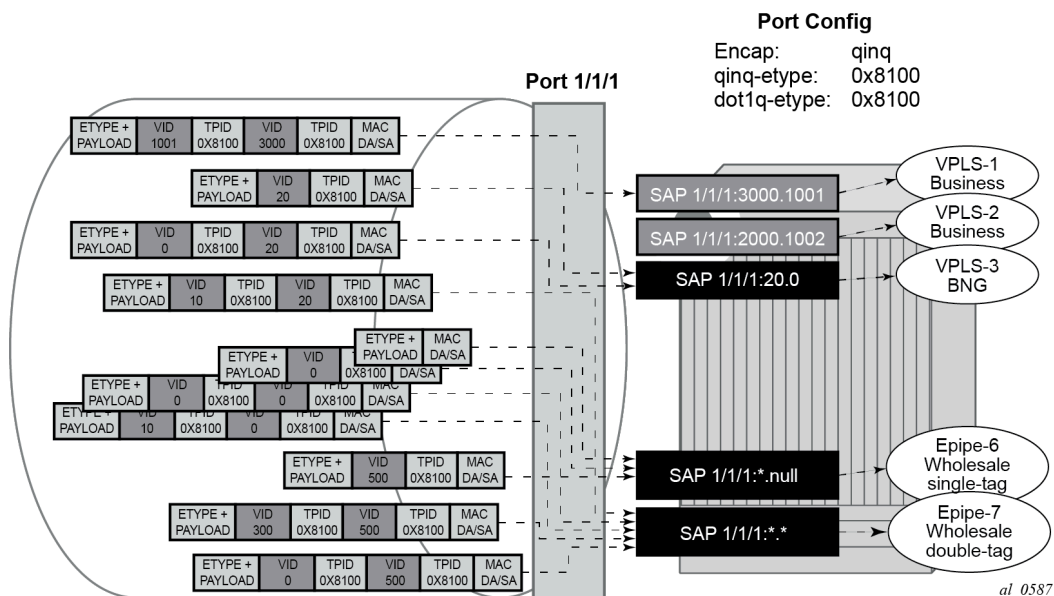 Port Config
Encap: qinq
qinq-etype: 0x8100
dot1q-etype: 0x8100
Port 1/1/1
ETYPE + VID TPID VID TPID MAC
PAYLOAD 1001 0X8100 3000 0X8100 DA/SA
ETYPE + VID TPID MAC
PAYLOAD 20 0X8100 DA/SA
ETYPE + VID TPID VID TPID MAC
PAYLOAD 0 0X8100 20 0X8100 DA/SA
ETYPE + VID TPID VID TPID MAC
PAYLOAD 10 0X8100 20 0X8100 DA/SA
ETYPE + MAC
PAYLOAD DA/SA
ETYPE + VID
PAYLOAD 0 0X8100 DA/SA
ETYPE + VID TPID VID TPID MAC
PAYLOAD 0 0X8100 0 0X8100 DA/SA
ETYPE + VID TPID VID TPID MAC
PAYLOAD 10 0X8100 0 0X8100 DA/SA
ETYPE + VID TPID MAC
PAYLOAD 500 0X8100 DA/SA
ETYPE + VID TPID VID TPID MAC
PAYLOAD 300 0X8100 500 0X8100 DA/SA
ETYPE + VID TPID VID TPID MAC
PAYLOAD 0 0X8100 500 0X8100 DA/SA
SAP 1/1/1:3000.1001
SAP 1/1/1:2000.1002
SAP 1/1/1:20.0
SAP 1/1/1:*.null
SAP 1/1/1:*.*
VPLS-1
Business
VPLS-2
Business
VPLS-3
BNG
Epipe-6
Wholesale
single-tag
Epipe-7
Wholesale
double-tag
al_0587